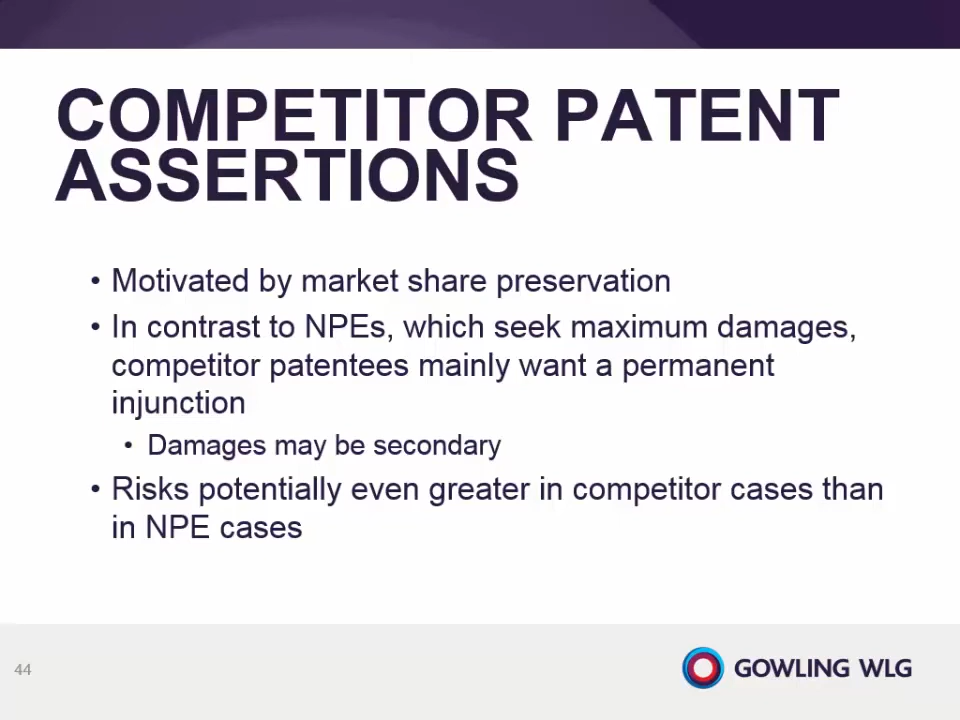 COMPETITOR PATENT
ASSERTIONS
• Motivated by market share preservation
• In contrast to NPEs, which seek maximum damages,
competitor patentees mainly want a permanent
injunction
• Damages may be secondary
• Risks potentially even greater in competitor cases than
in NPE cases
44
GOWLING WLG